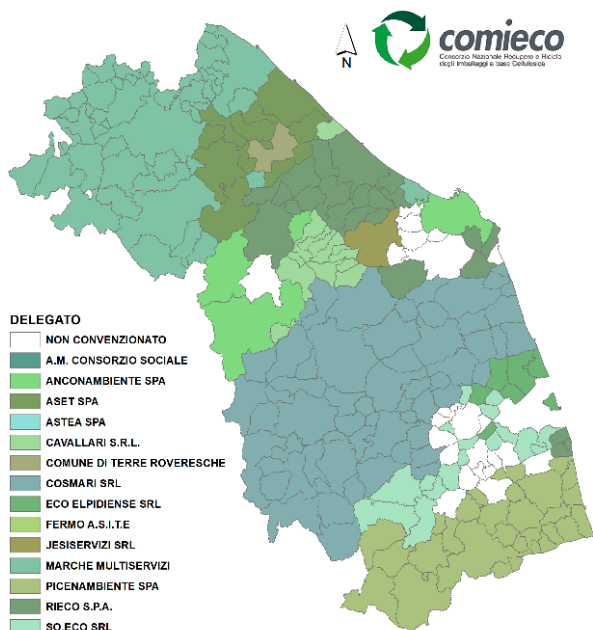 N
comieco
Consorzio Nazionale Recupero e Riciclo
degli Imballaggi a base Cellulosica
DELEGATO
NON CONVENZIONATO
A.M. CONSORZIO SOCIALE
ANCONAMBIENTE SPA
ASET SPA
ASTEA SPA
CAVALLARI S.R.L.
COMUNE DI TERRE ROVERESCHE
COSMARI SRL
ECO ELPIDIENSE SRL
FERMO A.S.I.T.E
JESISERVIZI SRL
MARCHE MULTISERVIZI
PICENAMBIENTE SPA
RIECO S.P.A.
SO.ECO SRL